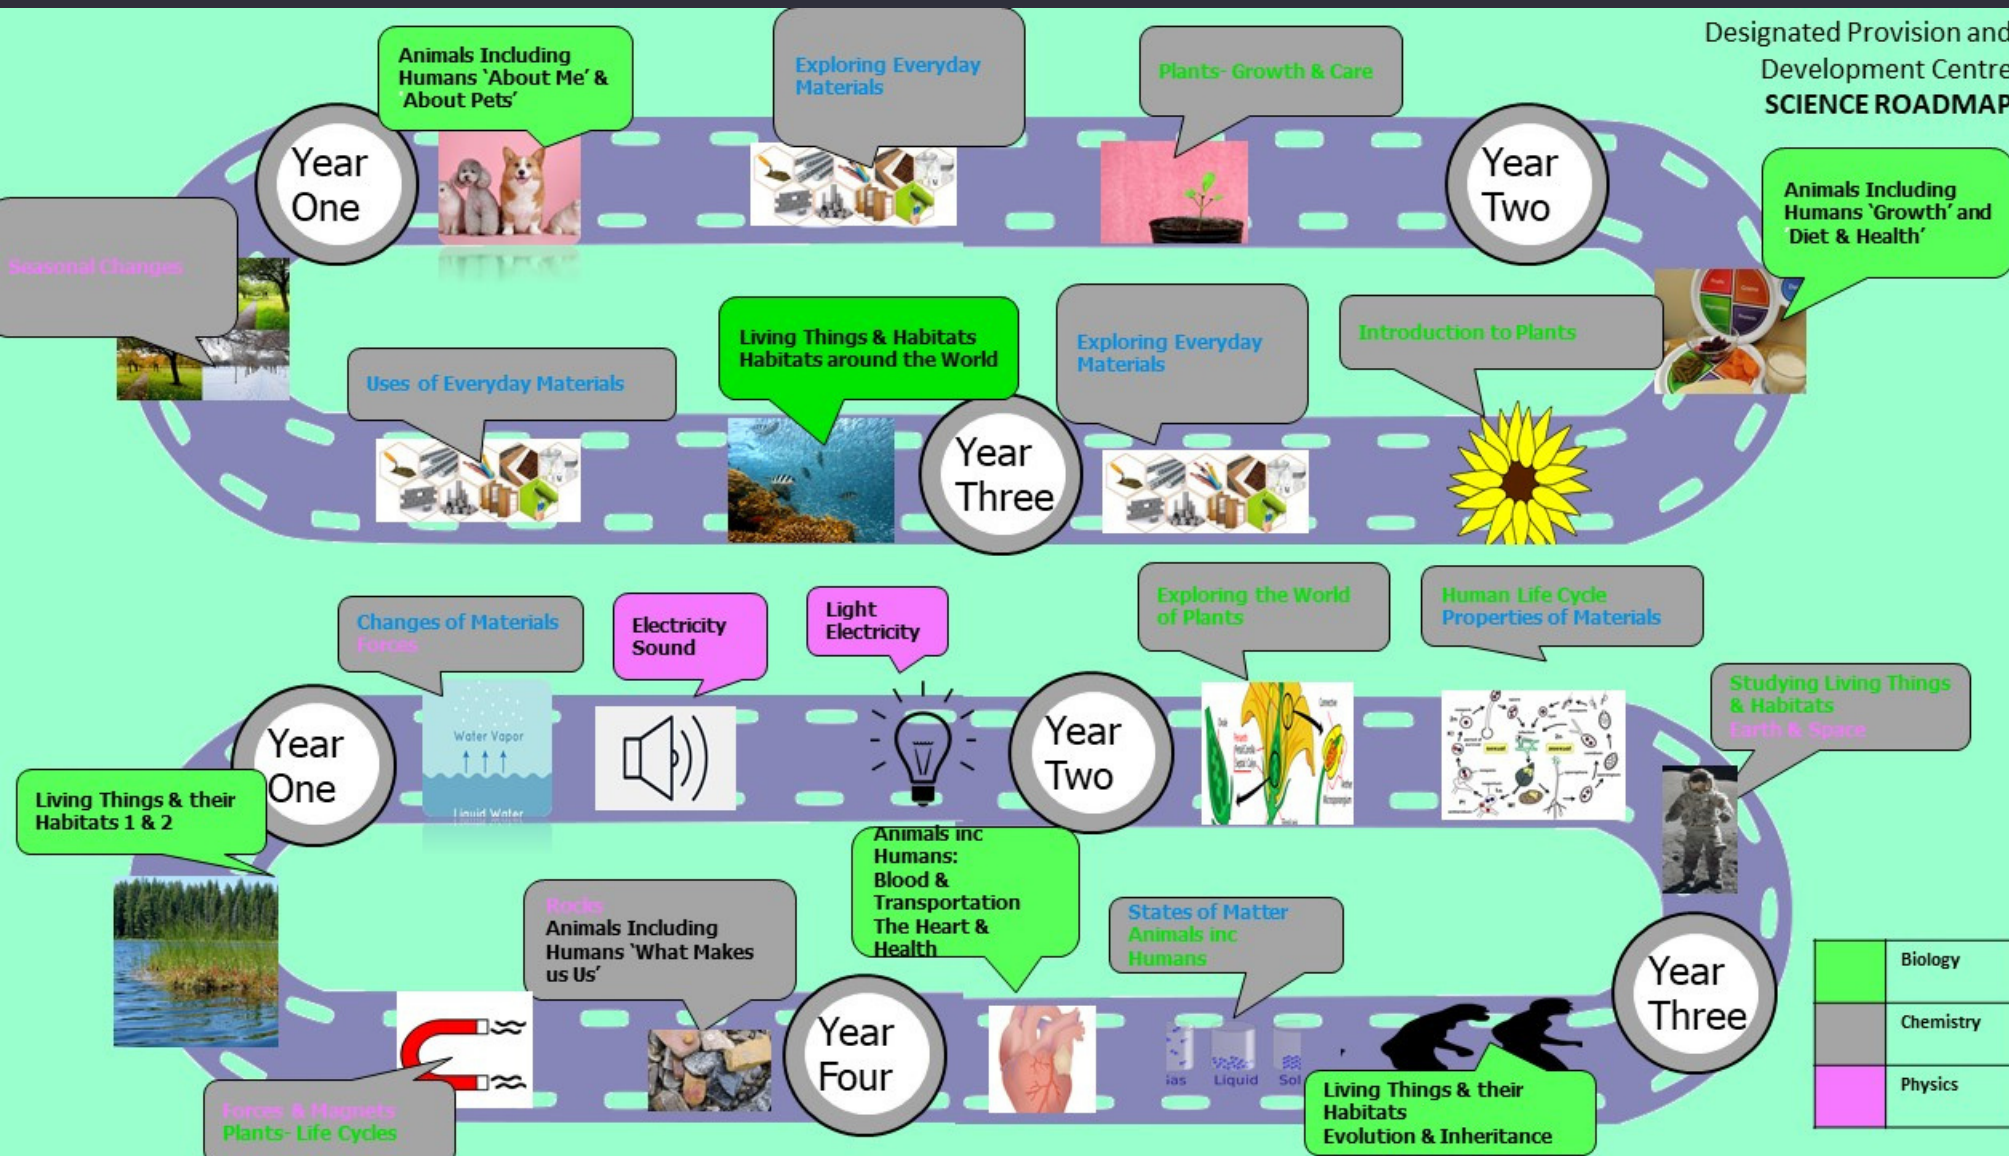 Designated Provision and
Development Centre
SCIENCE ROADMAP
Year
One
Animals Including
Humans ‘About Me’ &
‘About Pets’
Exploring Everyday
Materials
Plants- Growth & Care
Year
Two
Animals Including
Humans ‘Growth’ and
‘Diet & Health’
Seasonal Changes
Uses of Everyday Materials
Living Things & Habitats
Habitats around the World
Year
Three
Exploring Everyday
Materials
Introduction to Plants
Changes of Materials
Forces
Electricity
Sound
Light
Electricity
Exploring the World
of Plants
Human Life Cycle
Properties of Materials
Studying Living Things
& Habitats
Earth & Space
Year
One
Water Vapor
Liquid Water
Year
Two
Living Things & their
Habitats 1 & 2
Rocks
Animals Including
Humans ‘What Makes
us Us’
Animals inc
Humans:
Blood &
Transportation
The Heart &
Health
States of Matter
Animals inc
Humans
Year
Three
Year
Four
Liquid
Forces & Magnets
Plants- Life Cycles
Living Things & their
Habitats
Evolution & Inheritance
Biology
Chemistry
Physics